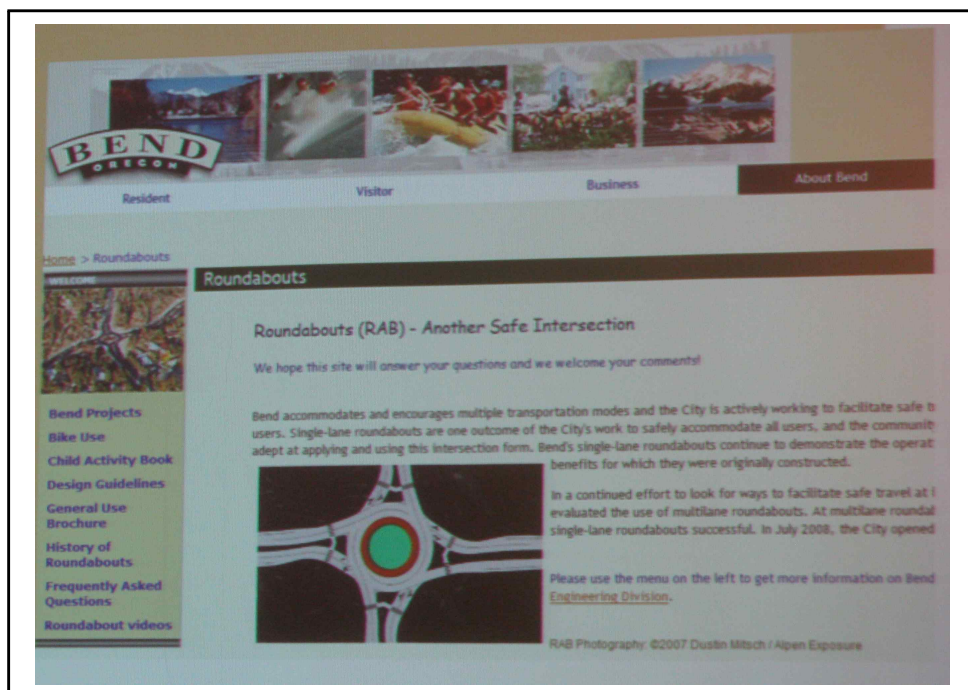 BEND
OREGON
Resident
Visitor
Business
About Bend
Home > Roundabouts
WELCOME
Roundabouts
Roundabouts (RAB) - Another Safe Intersection
We hope this site will answer your questions and we welcome your comments!
Bend Projects
Bike Use
Child Activity Book
Design Guidelines
General Use
Brochure
History of
Roundabouts
Frequently Asked
Questions
Roundabout videos
Bend accommodates and encourages multiple transportation modes and the City is actively working to facilitate safe
users. Single-lane roundabouts are one outcome of the City's work to safely accommodate all users, and the
adept at applying and using this intersection form. Bend's single-lane roundabouts continue to demonstrate the
benefits for which they were originally constructed.
In a continued effort to look for ways to facilitate safe travel at
evaluated the use of multilane roundabouts. At multilane
single-lane roundabouts successful. In July 2008, the City opened
Please use the menu on the left to get more information on Bend
Engineering Division.
RAB Photography: ©2007 Dustin Mitsch / Alpen Exposure